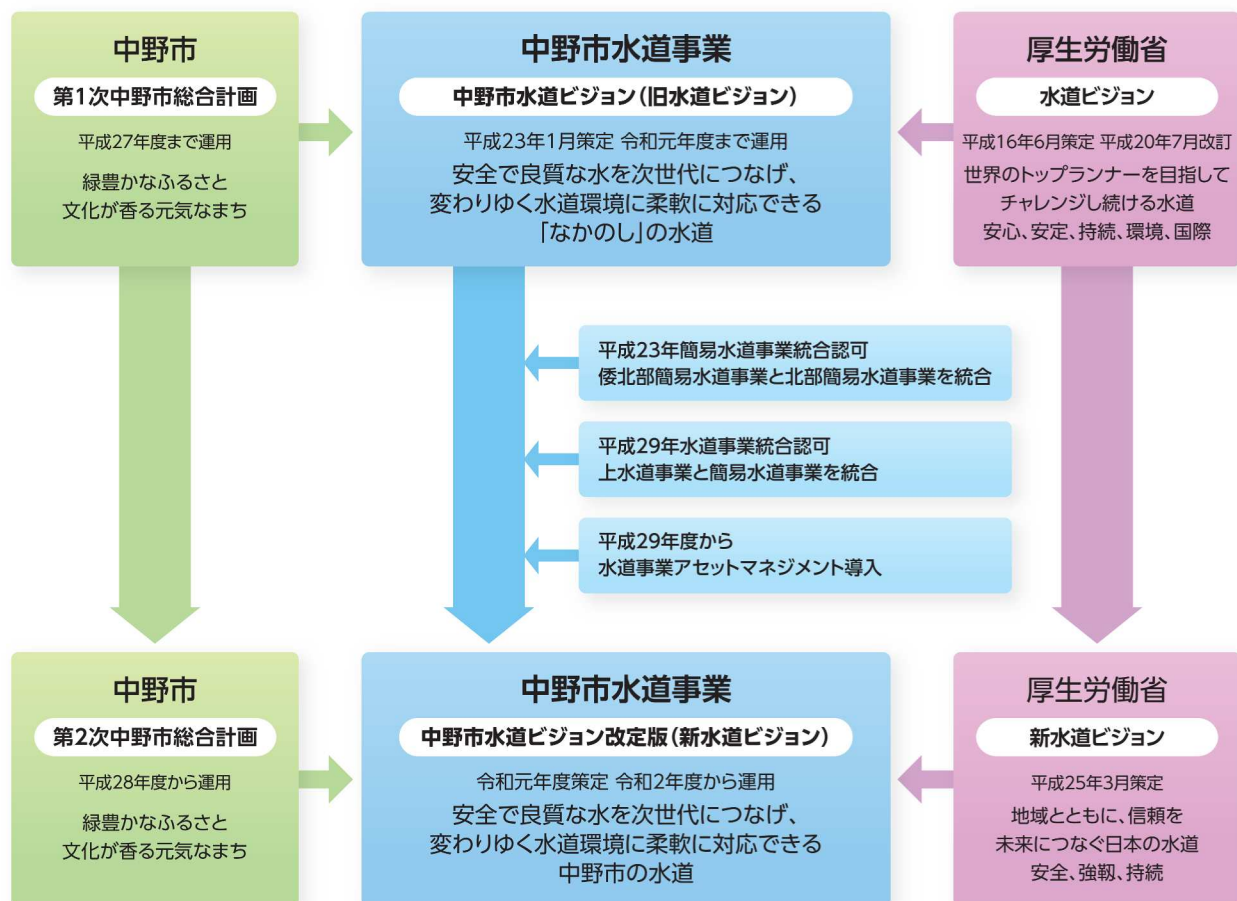 中野市
第1次中野市総合計画
平成27年度まで運用
緑豊かなふるさと
文化が香る元気なまち
中野市水道事業
中野市水道ビジョン(旧水道ビジョン)
平成23年1月策定 令和元年度まで運用
安全で良質な水を次世代につなげ、
変わりゆく水道環境に柔軟に対応できる
「なかのし」の水道
厚生労働省
水道ビジョン
平成16年6月策定 平成20年7月改訂
世界のトップランナーを目指して
チャレンジし続ける水道
安心、安定、持続、環境、国際
平成23年簡易水道事業統合認可
倭北部簡易水道事業と北部簡易水道事業を統合
平成29年水道事業統合認可
上水道事業と簡易水道事業を統合
平成29年度から
水道事業アセットマネジメント導入
中野市
第2次中野市総合計画
平成28年度から運用
緑豊かなふるさと
文化が香る元気なまち
中野市水道事業
中野市水道ビジョン改定版(新水道ビジョン)
令和元年度策定 令和2年度から運用
安全で良質な水を次世代につなげ、
変わりゆく水道環境に柔軟に対応できる
中野市の水道
厚生労働省
新水道ビジョン
平成25年3月策定
地域とともに、信頼を
未来につなぐ日本の水道
安全、強靱、持続